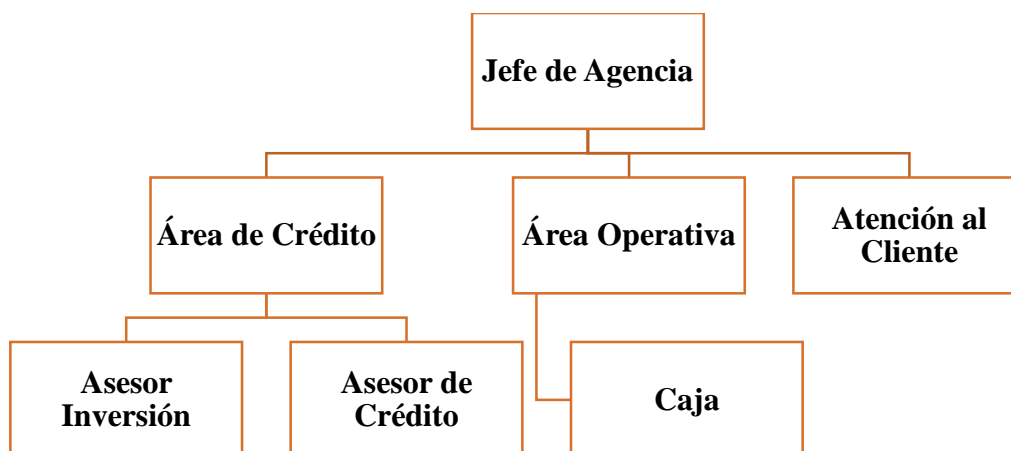 Jefe de Agencia
Área de Crédito
Área Operativa
Atención al
Cliente
Asesor
Inversión
Asesor de
Crédito
Caja